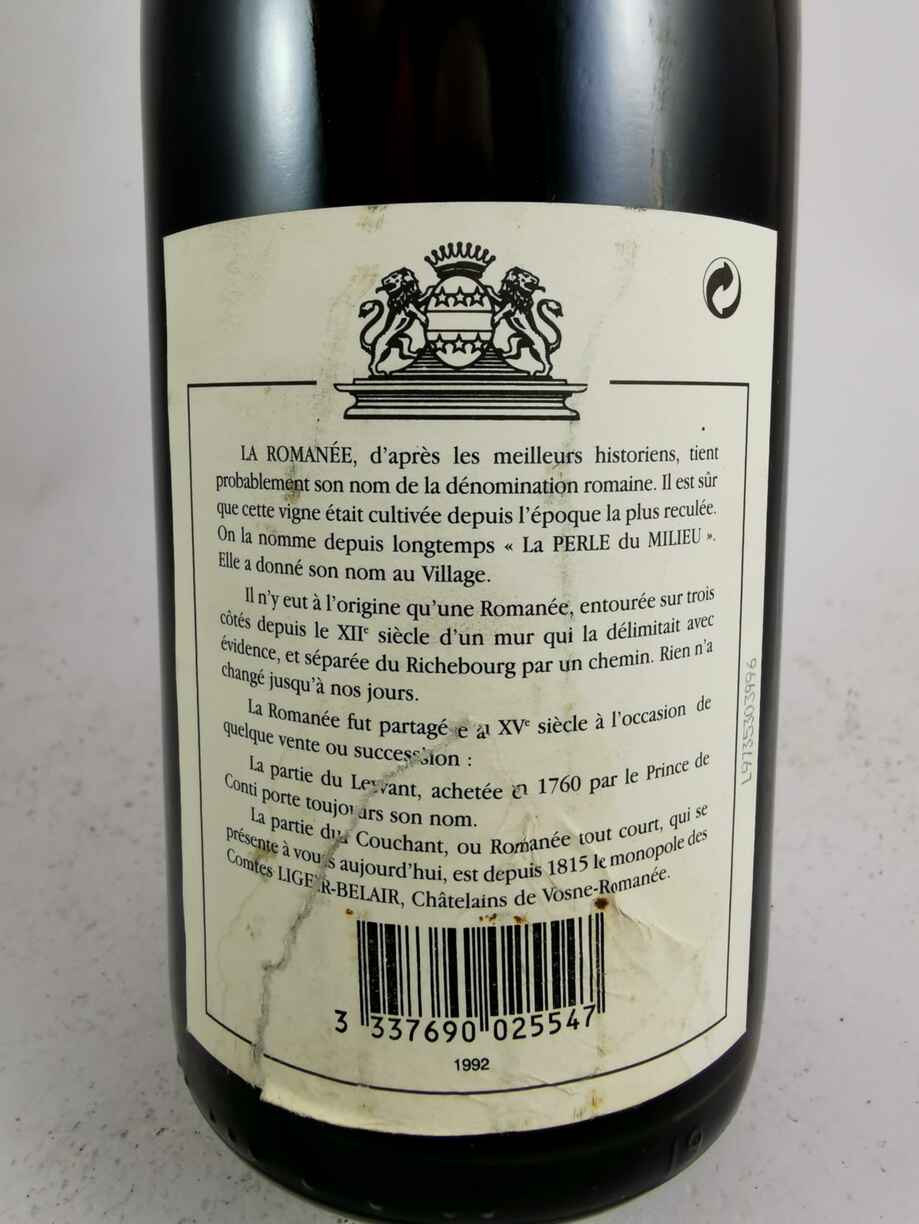 LA ROMANÉE, d'après les meilleurs historiens, tient
probablement son nom de la dénomination romaine. Il est sûr
que cette vigne était cultivée depuis l'époque la plus reculée.
On la nomme depuis longtemps « La PERLE du MILIEU ».
Elle a donné son nom au Village.
Il n'y eut à l'origine qu'une Romanée, entourée sur trois
côtés depuis le XIIe siècle d'un mur qui la délimitait avec
évidence, et séparée du Richebourg par un chemin. Rien n'a
changé jusqu'à nos jours.
La Romanée fut partagée au XVe siècle à l'occasion de
quelque vente ou succession :
La partie du Levant, achetée en 1760 par le Prince de
Conti porte toujours son nom.
La partie du Couchant, ou Romanée tout court, qui se
présente à vous aujourd'hui, est depuis 1815 le monopole des
Comtes LIGER-BELAIR, Châtelains de Vosne-Romanée.
3 337690 025547
1992
L9735303996
19